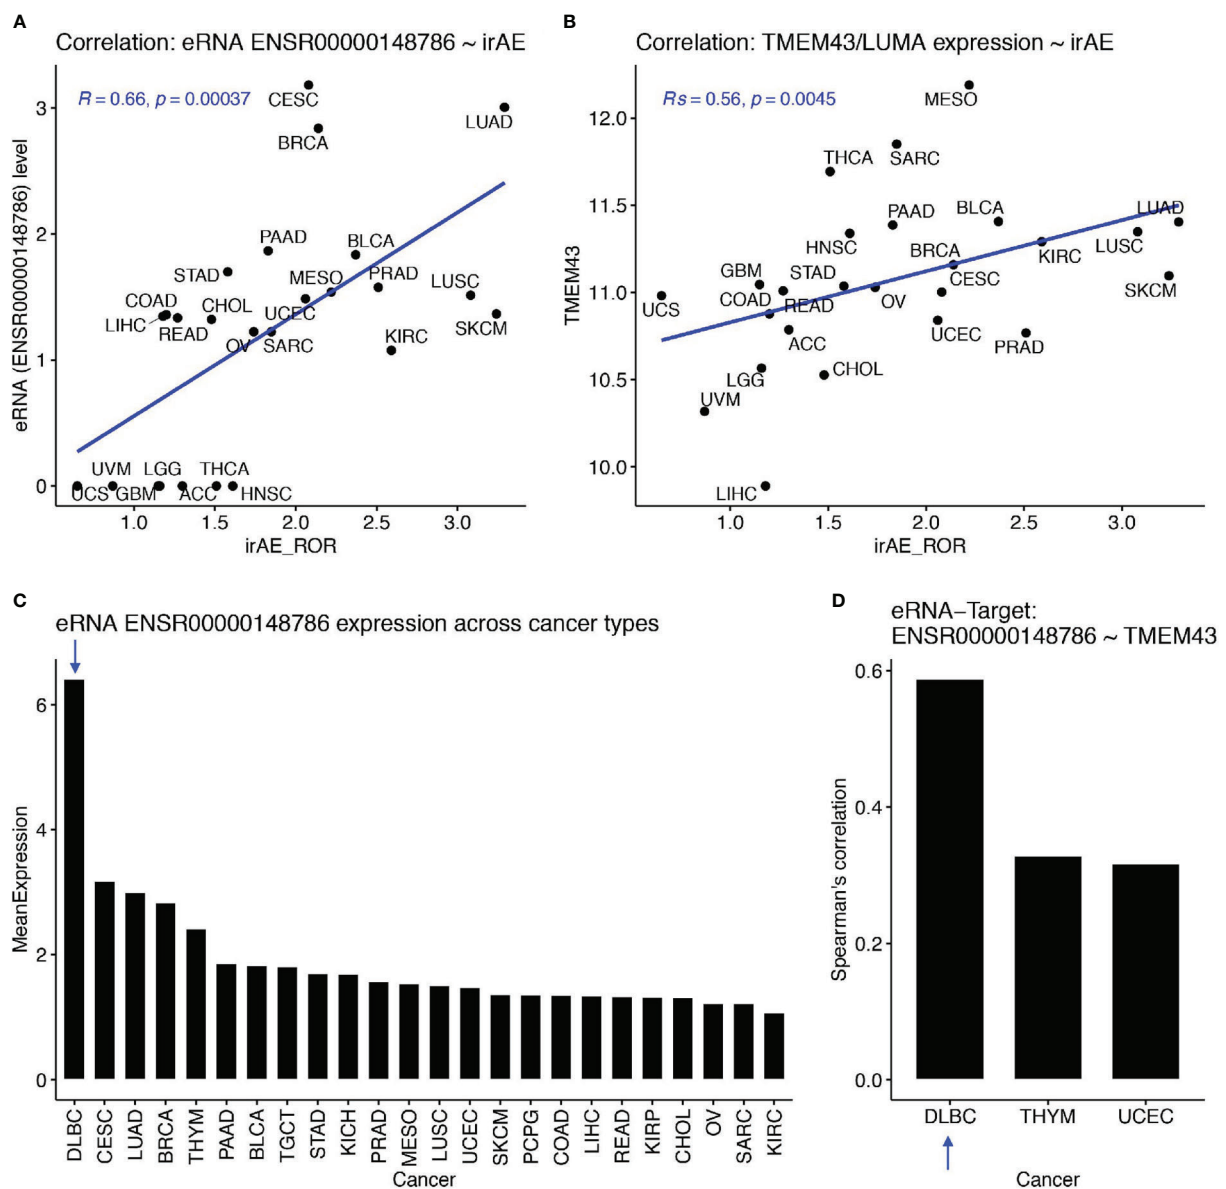 A
Correlation: eRNA ENSR00000148786 ~ irAE
R = 0.66, p = 0.00037
eRNA (ENSR00000148786) level
3
2
1
0
CESC
LUAD
BRCA
PAAD
BLCA
STAD
MESO
PRAD
LUSC
COAD
CHOL
UCEC
LIHC
READ
SKCM
OV
SARC
KIRC
UVM
LGG
THCA
UCS
GBM
ACC
HNSC
1.0
1.5
2.0
2.5
3.0
irAE_ROR
B
Correlation: TMEM43/LUMA expression ~ irAE
Rs = 0.56, p = 0.0045
TMEM43
12.0
11.5
11.0
10.5
10.0
MESO
THCA
SARC
PAAD
BLCA
LUAD
HNSC
BRCA
KIRC
LUSC
GBM
STAD
CESC
SKCM
UCS
COAD
READ
OV
ACC
UCEC
PRAD
LGG
CHOL
UVM
LIHC
1.0
1.5
2.0
2.5
3.0
irAE_ROR
C
eRNA ENSR00000148786 expression across cancer types
MeanExpression
6
4
2
0
DLBC
CESC
LUAD
BRCA
THYM
PAAD
BLCA
TGCT
STAD
KICH
PRAD
MESO
LUSC
UCEC
SKCM
PCPG
COAD
LIHC
READ
KIRP
CHOL
OV
SARC
KIRC
Cancer
D
eRNA–Target:
ENSR00000148786 ~ TMEM43
Spearman's correlation
0.6
0.4
0.2
0.0
DLBC
THYM
UCEC
Cancer